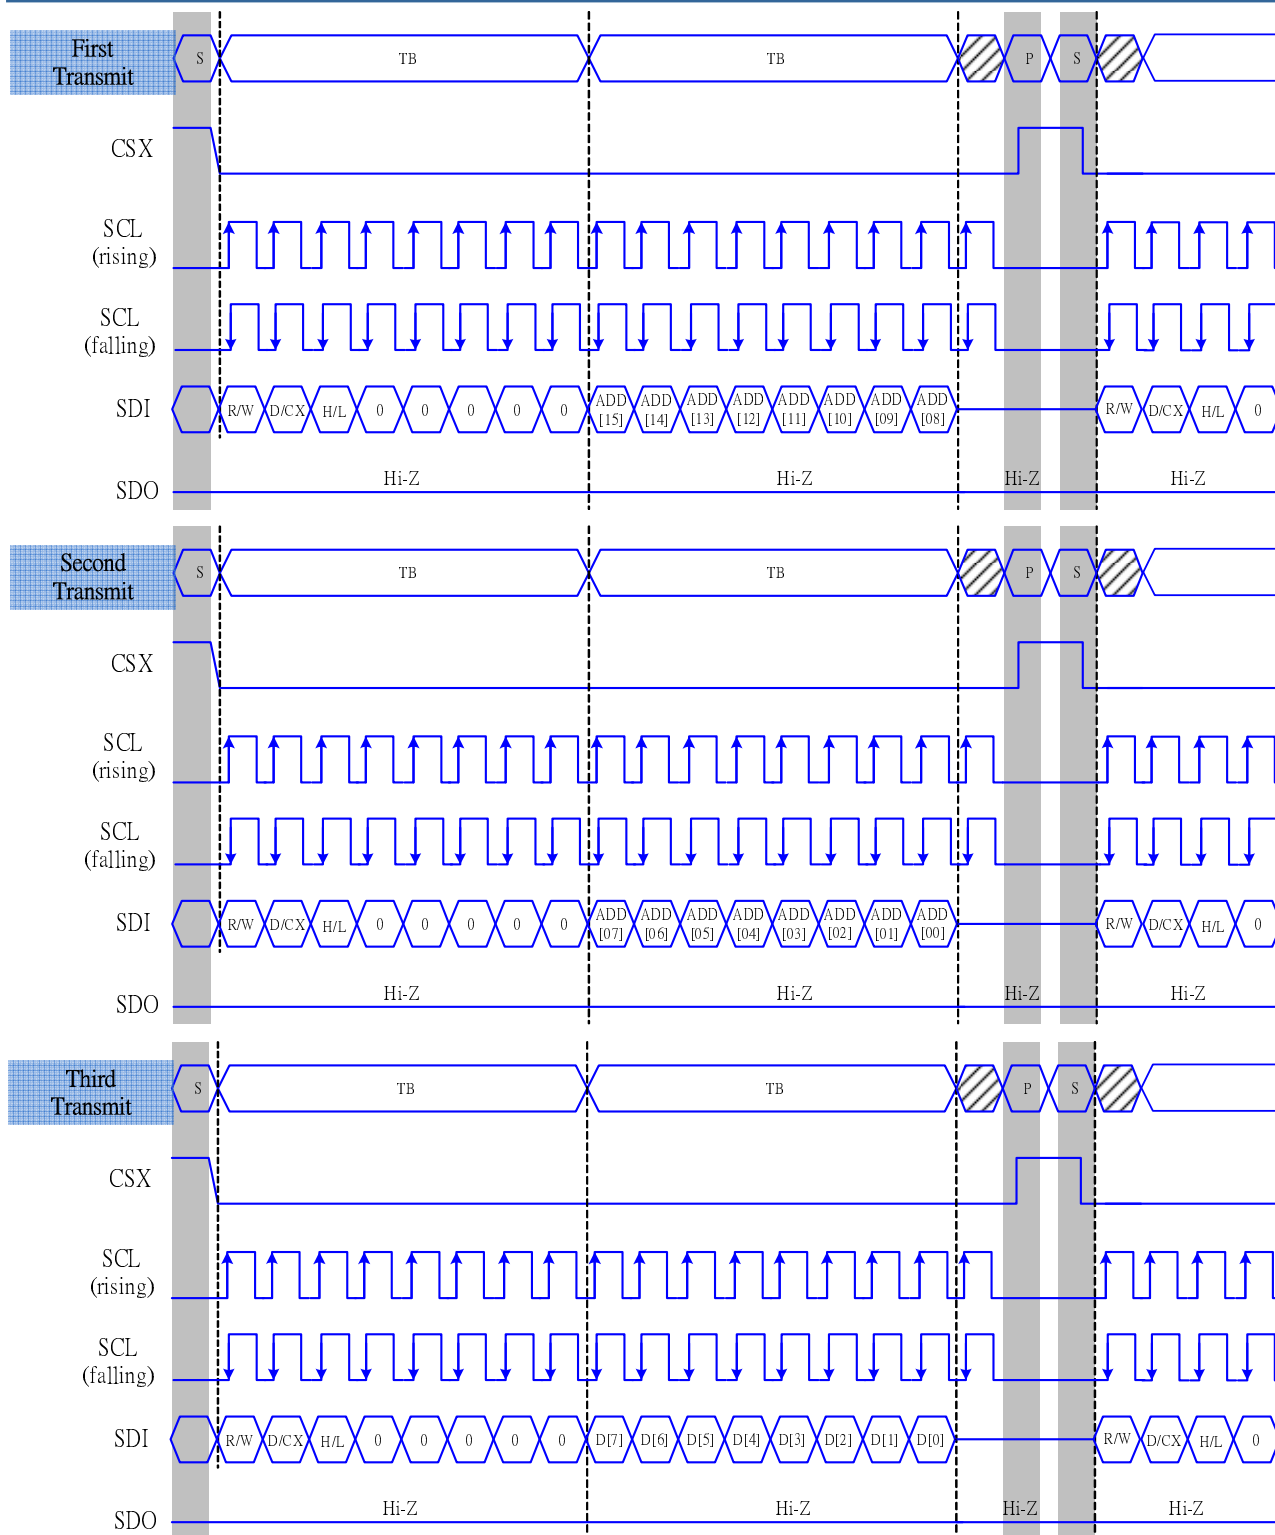 First
Transmit
S TB TB P S
CSX
SCL
(rising)
SCL
(falling)
SDI
R/W D/CX H/L 0 0 0 0 0 ADD [15] ADD [14] ADD [13] ADD [12] ADD [11] ADD [10] ADD [09] ADD [08] R/W D/CX H/L 0
Hi-Z Hi-Z Hi-Z Hi-Z
SDO
Second
Transmit
S TB TB P S
CSX
SCL
(rising)
SCL
(falling)
SDI
R/W D/CX H/L 0 0 0 0 0 ADD [07] ADD [06] ADD [05] ADD [04] ADD [03] ADD [02] ADD [01] ADD [00] R/W D/CX H/L 0
Hi-Z Hi-Z Hi-Z Hi-Z
SDO
Third
Transmit
S TB TB P S
CSX
SCL
(rising)
SCL
(falling)
SDI
R/W D/CX H/L 0 0 0 0 0 D[7] D[6] D[5] D[4] D[3] D[2] D[1] D[0] R/W D/CX H/L 0
Hi-Z Hi-Z Hi-Z Hi-Z
SDO